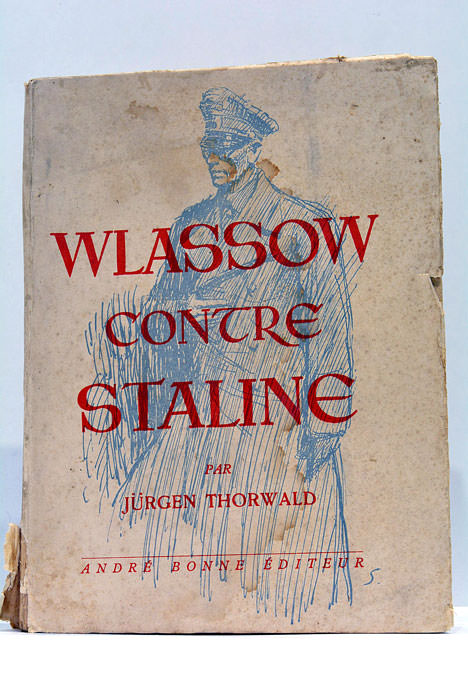 WLASSOW
CONTRE
STALINE
PAR
JÜRGEN THORWALD
ANDRÉ BONNE ÉDITEUR
S.